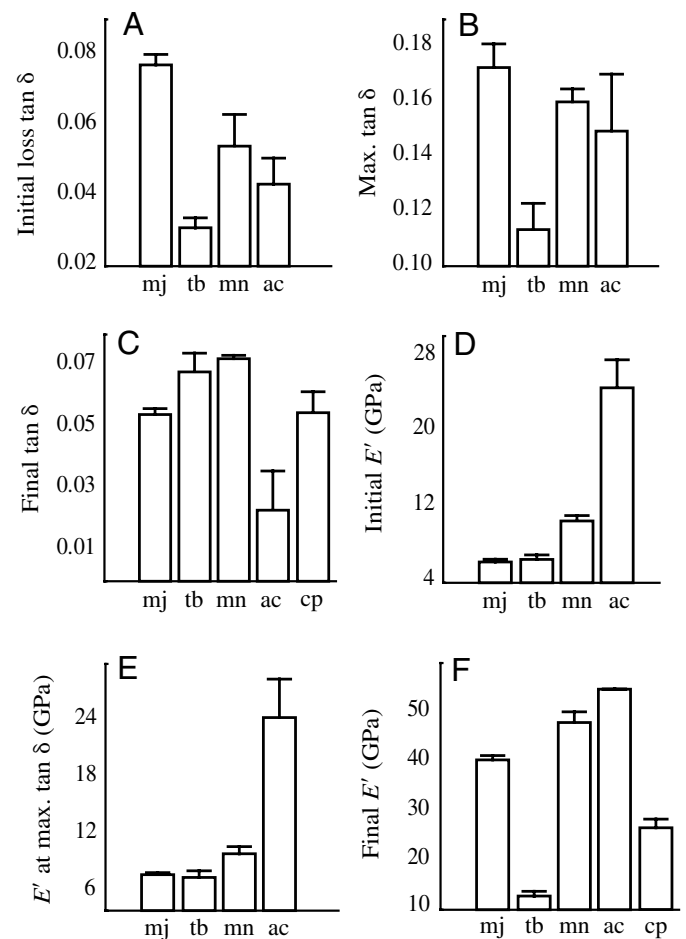 A
Initial loss tan δ
0.08
0.06
0.04
0.02
mj tb mn ac
B
Max. tan δ
0.18
0.16
0.14
0.12
0.10
mj tb mn ac
C
Final tan δ
0.07
0.05
0.03
0.01
mj tb mn ac cp
D
Initial E′ (GPa)
28
20
12
4
mj tb mn ac
E
E′ at max. tan δ (GPa)
24
18
12
6
mj tb mn ac
F
Final E′ (GPa)
50
40
30
20
10
mj tb mn ac cp